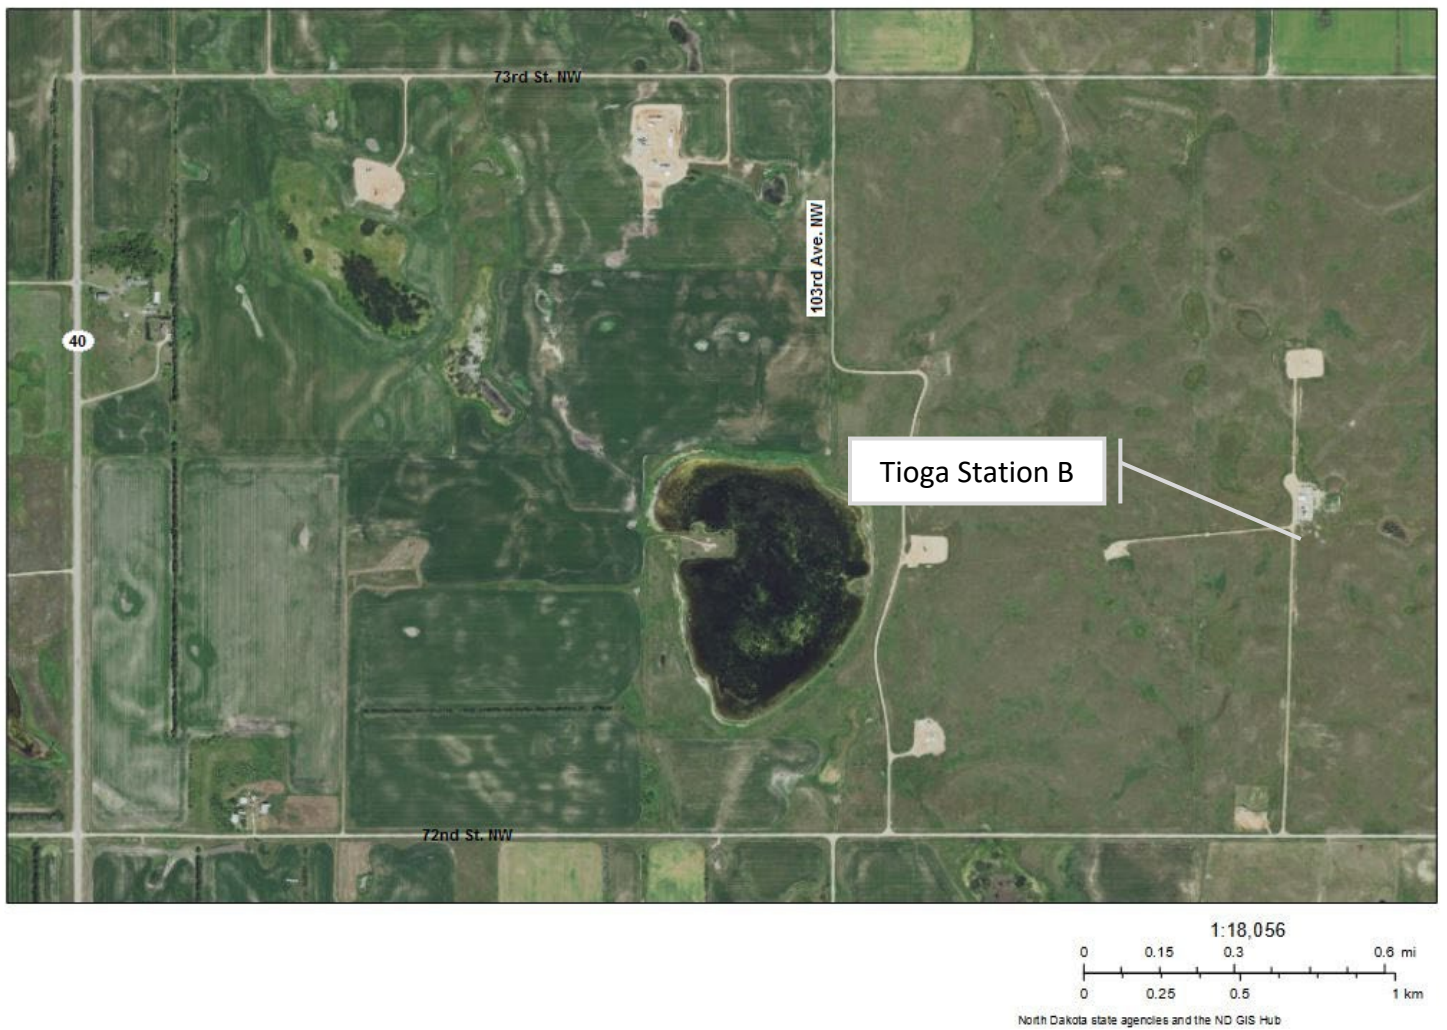 73rd St. NW
103rd Ave. NW
40
Tioga Station B
72nd St. NW
1:18,056
0 0.15 0.3 0.6 mi
0 0.25 0.5 1 km
North Dakota state agencies and the ND GIS Hub